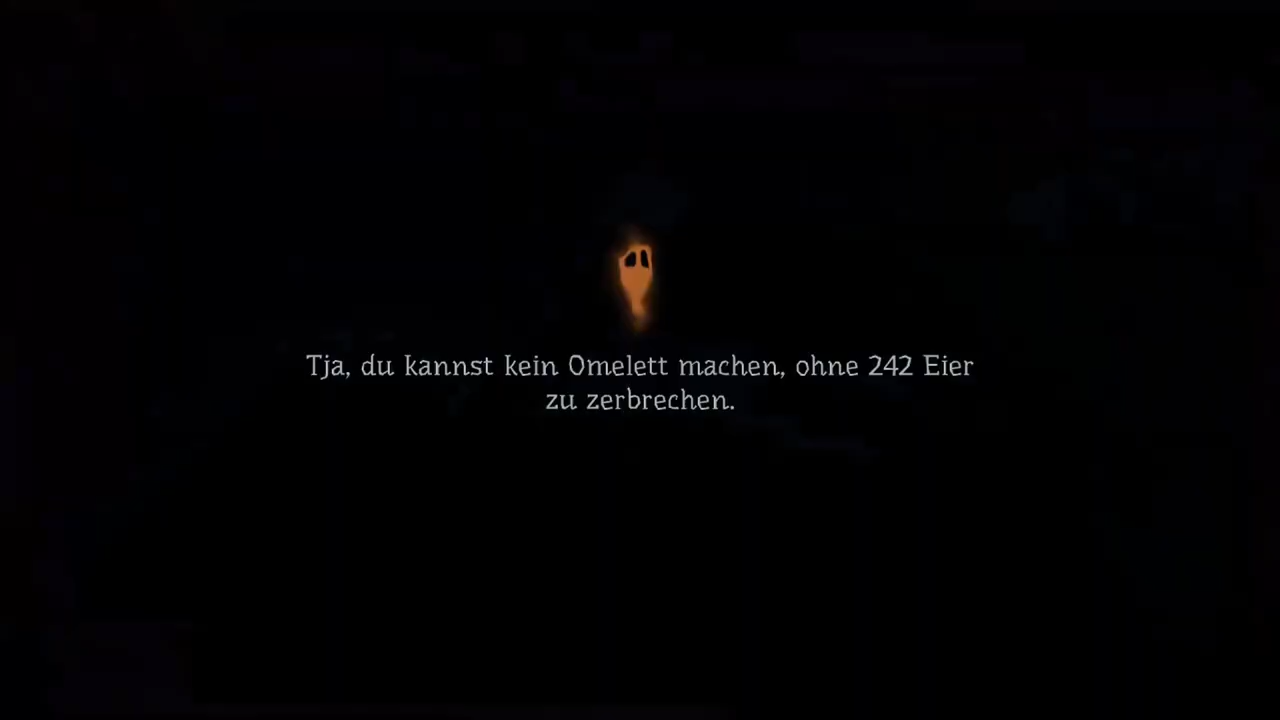 Tja, du kannst kein Omelett machen, ohne 242 Eier
zu zerbrechen.